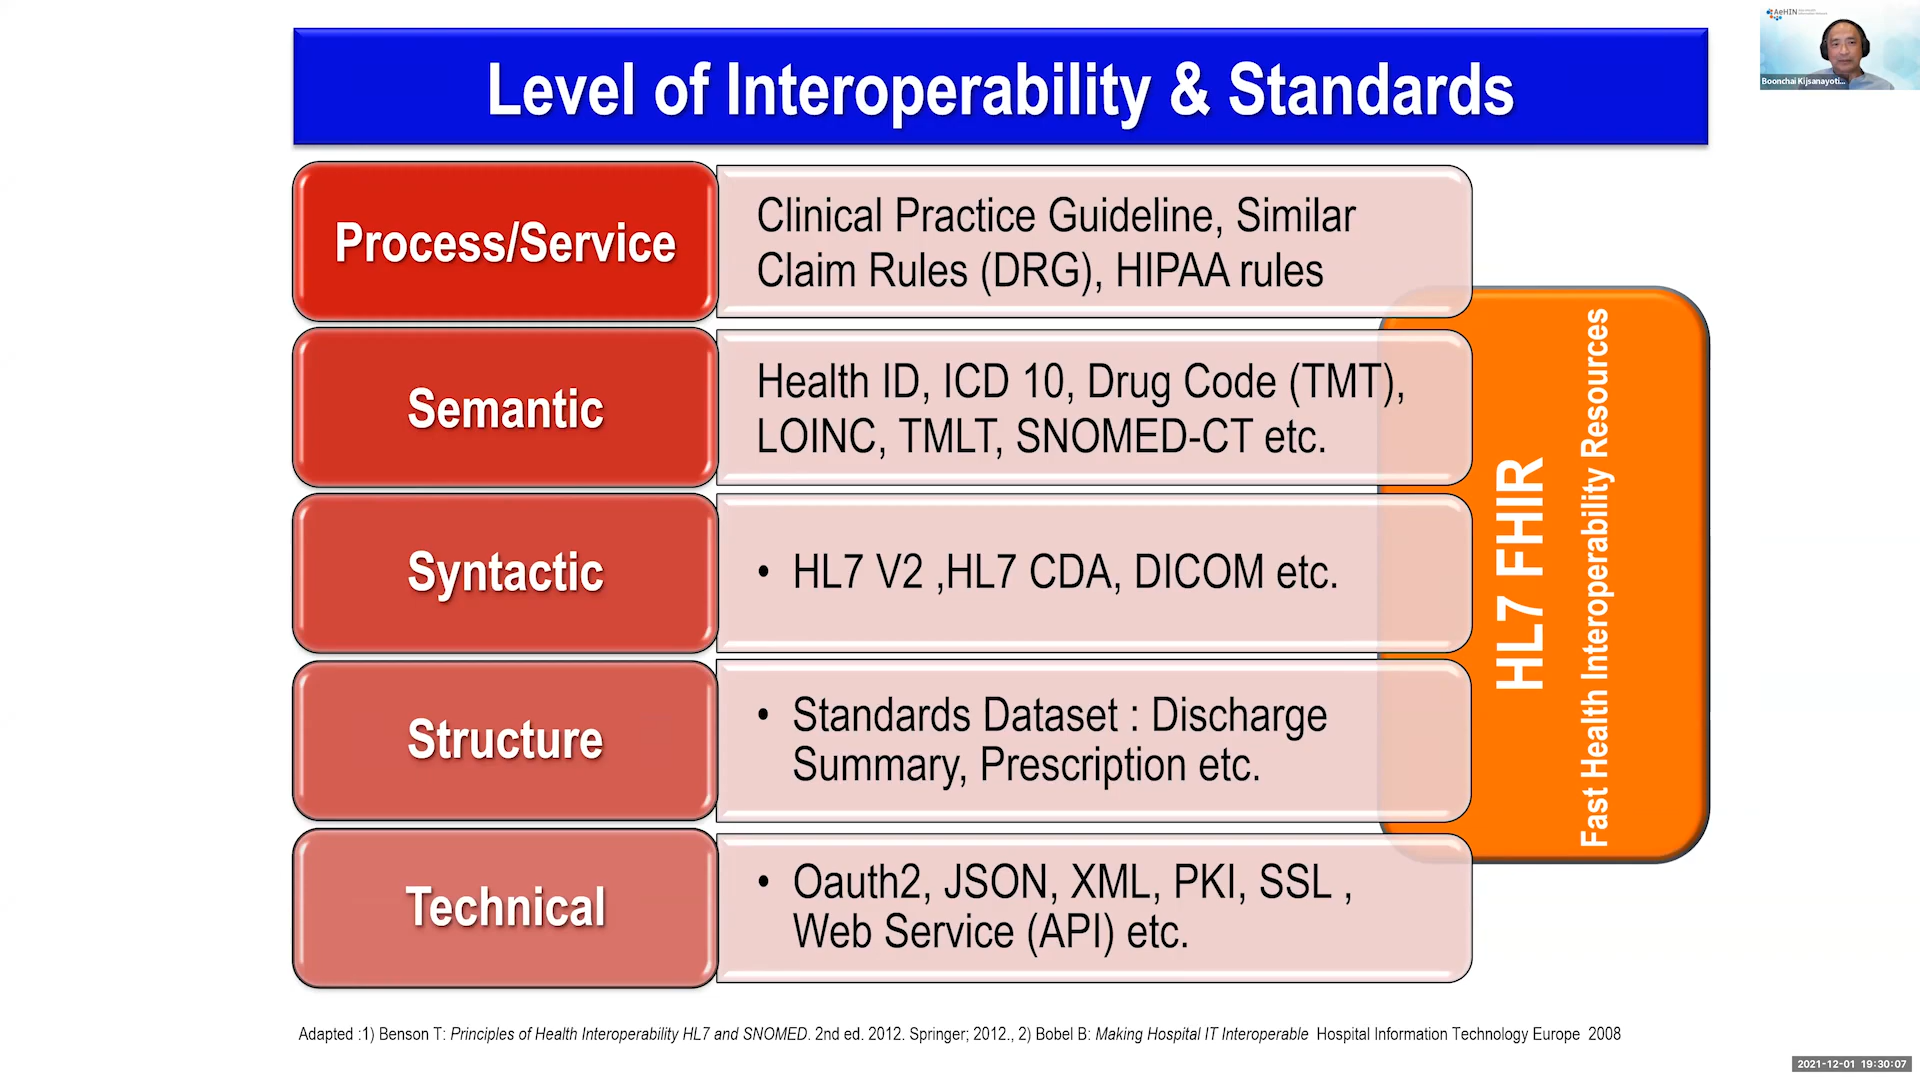 Level of Interoperability & Standards
AeHIN
Boonchai Kijsanayoti...
Process/Service
Clinical Practice Guideline, Similar
Claim Rules (DRG), HIPAA rules
Semantic
Health ID, ICD 10, Drug Code (TMT),
LOINC, TMLT, SNOMED-CT etc.
Syntactic
• HL7 V2 ,HL7 CDA, DICOM etc.
Structure
• Standards Dataset : Discharge
Summary, Prescription etc.
Technical
• Oauth2, JSON, XML, PKI, SSL ,
Web Service (API) etc.
HL7 FHIR
Fast Health Interoperability Resources
Adapted :1) Benson T: Principles of Health Interoperability HL7 and SNOMED. 2nd ed. 2012. Springer; 2012., 2) Bobel B: Making Hospital IT Interoperable Hospital Information Technology Europe 2008
2021-12-01 19:30:07